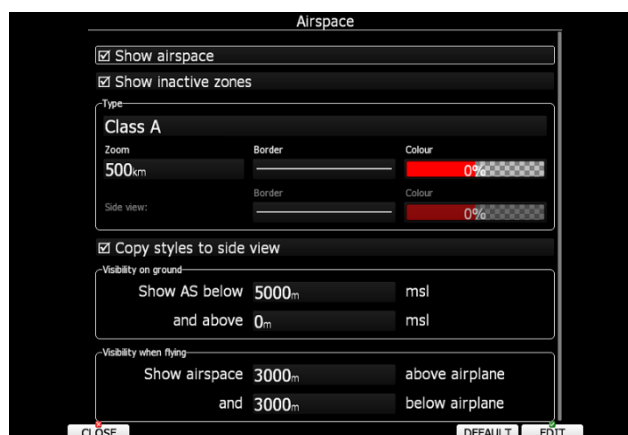 Airspace
Show airspace
Show inactive zones
Type
Class A
Zoom Border Colour
500km 0%
Border Colour
Side view: 0%
Copy styles to side view
Visibility on ground
Show AS below 5000m msl
and above 0m msl
Visibility when flying
Show airspace 3000m above airplane
and 3000m below airplane
CLOSE DEFAULT EDIT